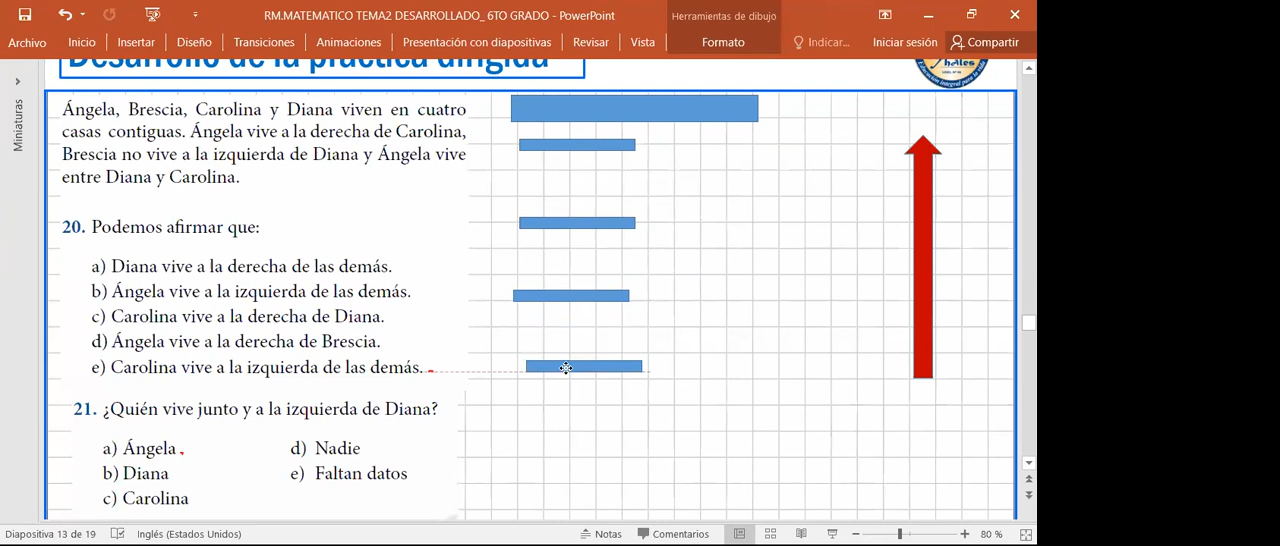 RM.MATEMATICO TEMA2 DESARROLLADO_ 6TO GRADO - PowerPoint
Herramientas de dibujo
Archivo Inicio Insertar Diseño Transiciones Animaciones Presentación con diapositivas Revisar Vista Formato Indicar... Iniciar sesión Compartir
Miniaturas
Desarrollo de la práctica dirigida
Ángela, Brescia, Carolina y Diana viven en cuatro
casas contiguas. Ángela vive a la derecha de Carolina,
Brescia no vive a la izquierda de Diana y Ángela vive
entre Diana y Carolina.
20. Podemos afirmar que:
a) Diana vive a la derecha de las demás.
b) Ángela vive a la izquierda de las demás.
c) Carolina vive a la derecha de Diana.
d) Ángela vive a la derecha de Brescia.
e) Carolina vive a la izquierda de las demás.
21. ¿Quién vive junto y a la izquierda de Diana?
a) Ángela
b) Diana
c) Carolina
d) Nadie
e) Faltan datos
Diapositiva 13 de 19 Inglés (Estados Unidos) Notas Comentarios 80 %